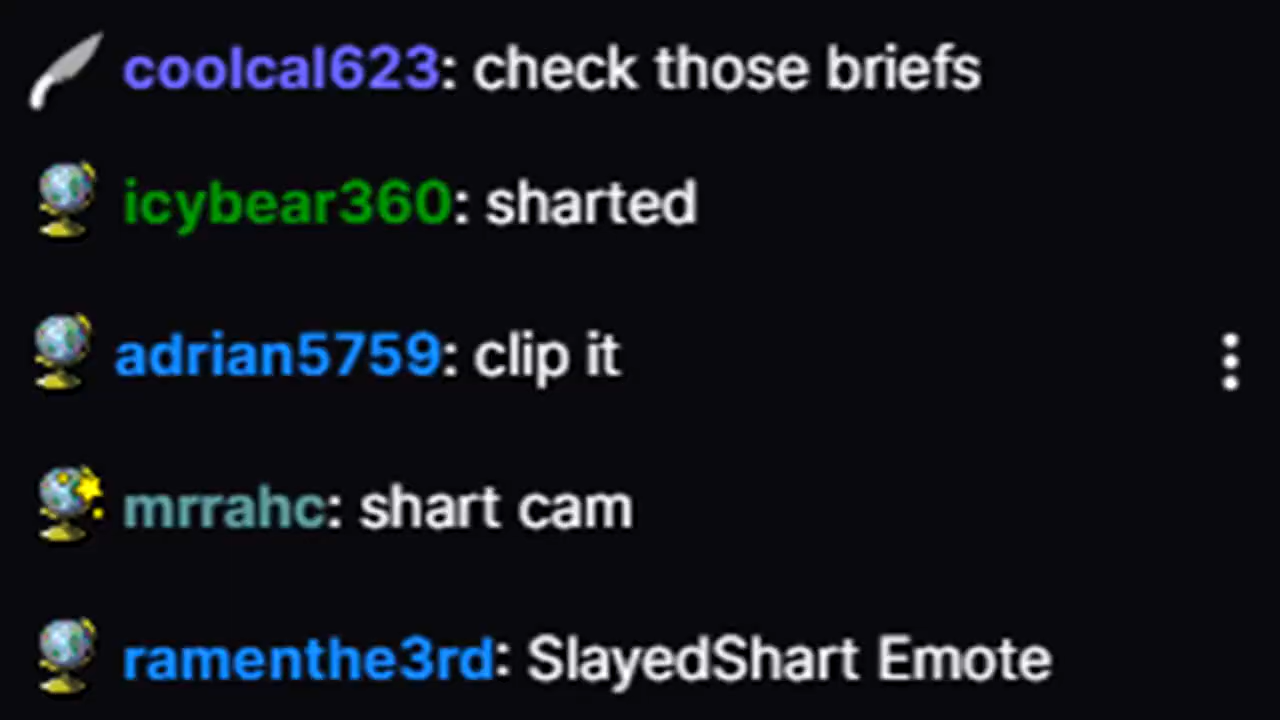 coolcal623: check those briefs
icybear360: sharted
adrian5759: clip it
mrrahc: shart cam
ramenthe3rd: SlayedShart Emote